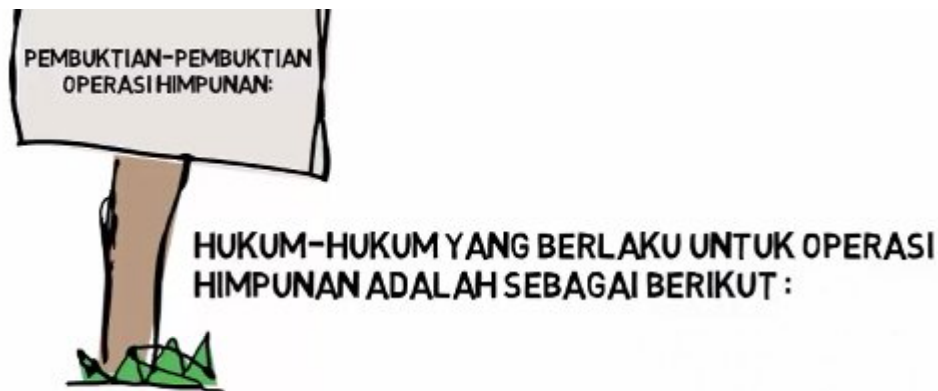 PEMBUKTIAN-PEMBUKTIAN
OPERASI HIMPUNAN:
HUKUM-HUKUM YANG BERLAKU UNTUK OPERASI
HIMPUNAN ADALAH SEBAGAI BERIKUT :